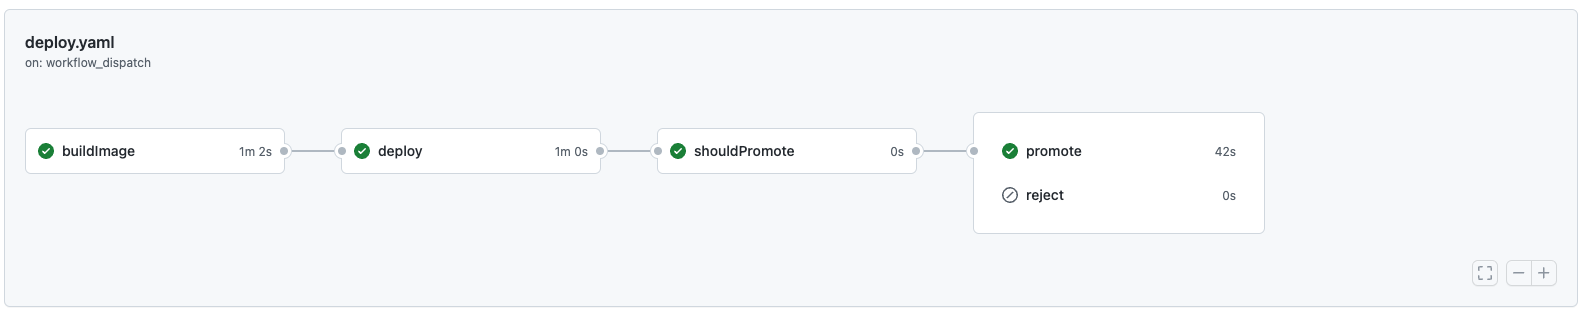 deploy.yaml
on: workflow_dispatch
buildImage 1m 2s
deploy 1m 0s
shouldPromote 0s
promote 42s
reject 0s